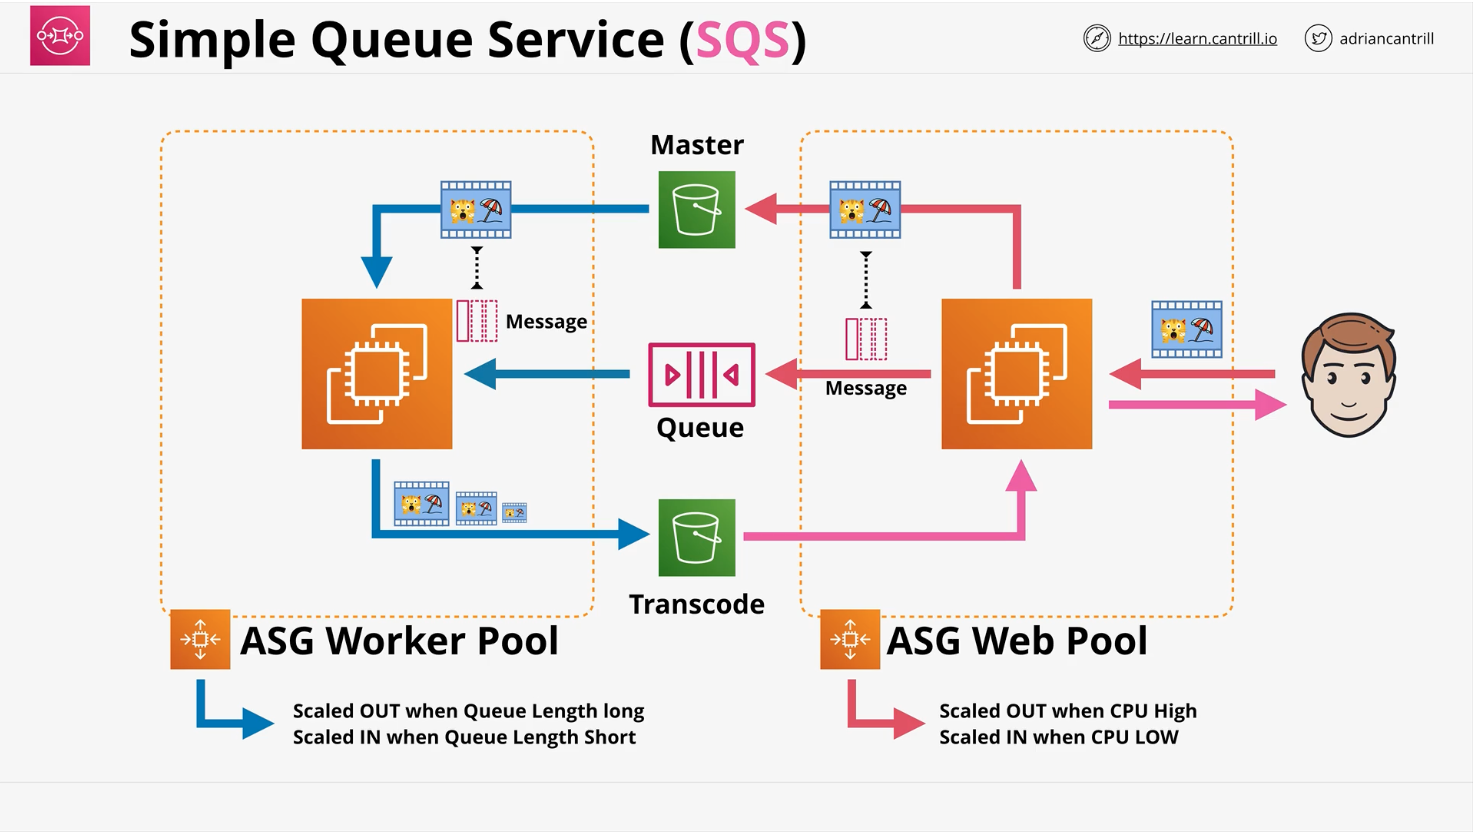 Simple Queue Service (SQS)
https://learn.cantrill.io
adriancantrill
Master
Message
Message
Queue
Transcode
ASG Worker Pool
Scaled OUT when Queue Length long
Scaled IN when Queue Length Short
ASG Web Pool
Scaled OUT when CPU High
Scaled IN when CPU LOW